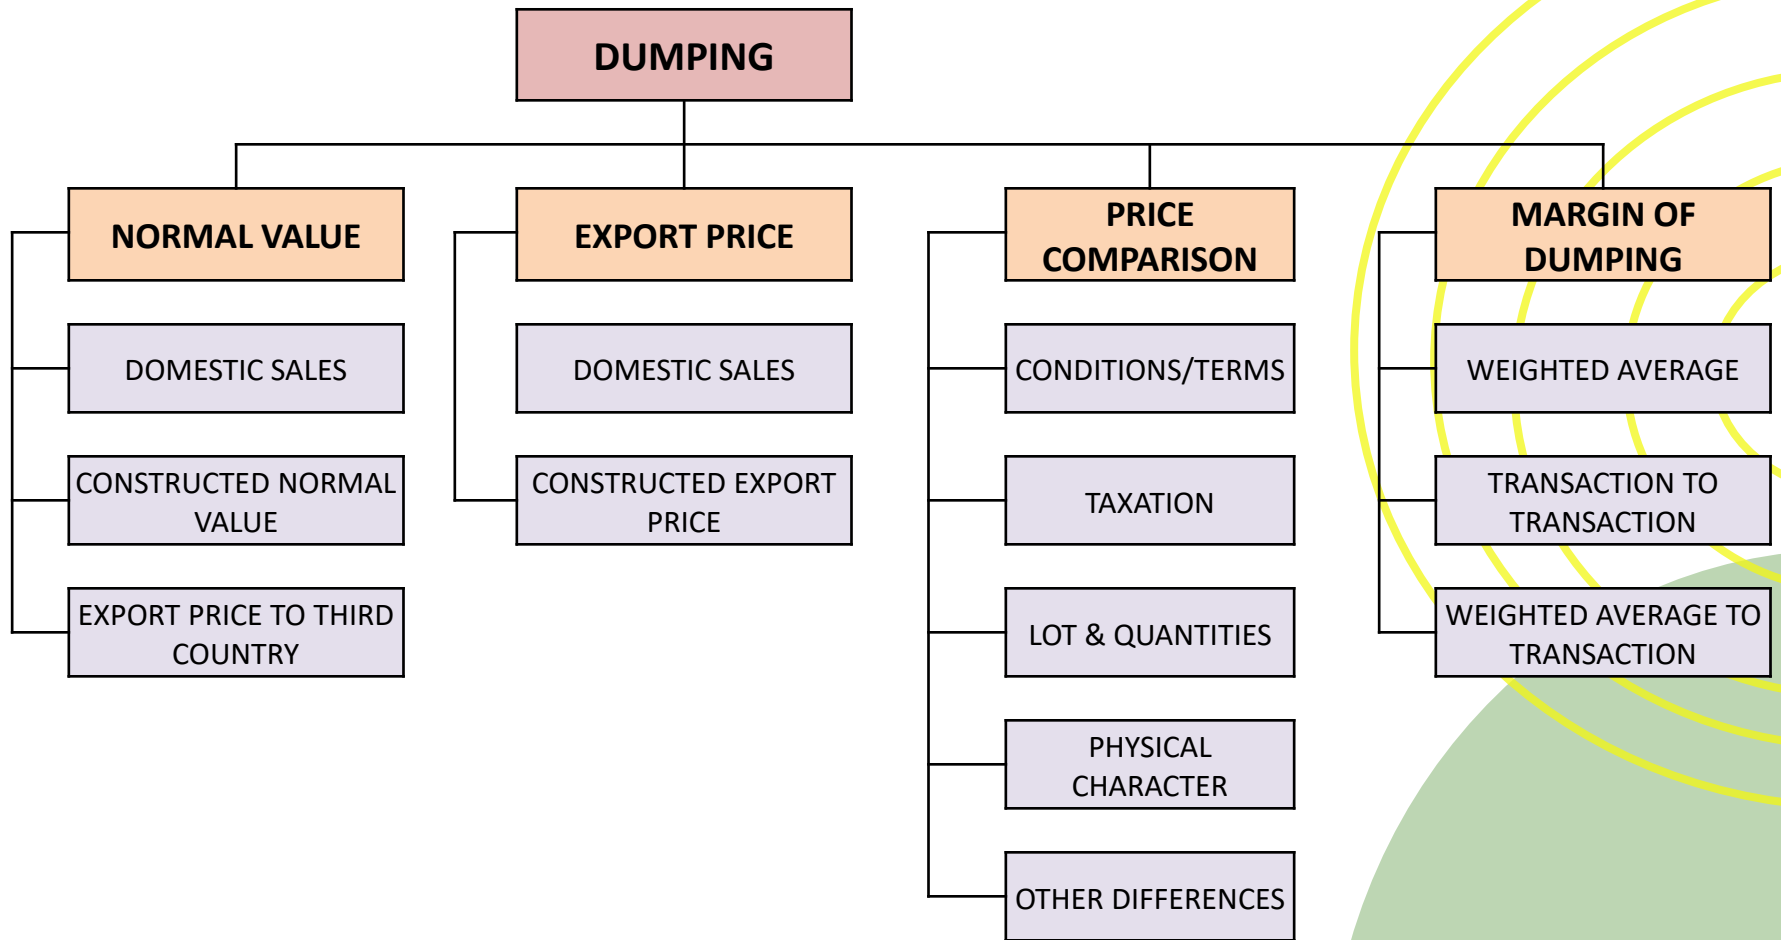 DUMPING
NORMAL VALUE
DOMESTIC SALES
CONSTRUCTED NORMAL
VALUE
EXPORT PRICE TO THIRD
COUNTRY
EXPORT PRICE
DOMESTIC SALES
CONSTRUCTED EXPORT
PRICE
PRICE
COMPARISON
CONDITIONS/TERMS
TAXATION
LOT & QUANTITIES
PHYSICAL
CHARACTER
OTHER DIFFERENCES
MARGIN OF
DUMPING
WEIGHTED AVERAGE
TRANSACTION TO
TRANSACTION
WEIGHTED AVERAGE TO
TRANSACTION